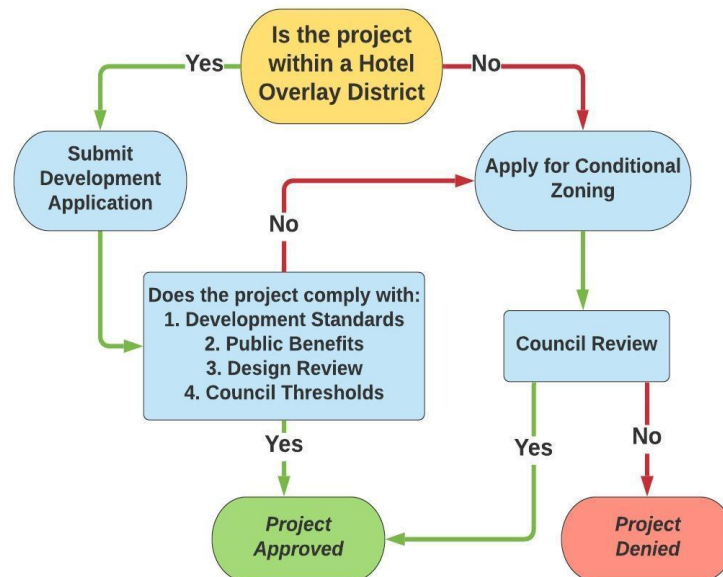 Is the project
within a Hotel
Overlay District
Yes
No
Submit
Development
Application
Apply for Conditional
Zoning
No
Does the project comply with:
1. Development Standards
2. Public Benefits
3. Design Review
4. Council Thresholds
Council Review
Yes
Yes
No
Project
Approved
Project
Denied